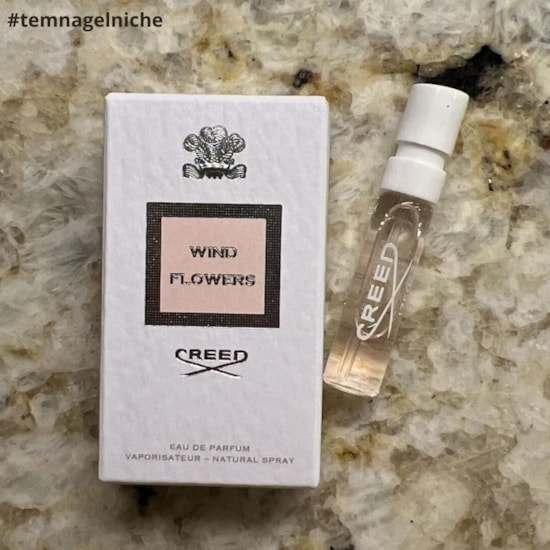 #temnagelniche
WIND
FLOWERS
CREED
EAU DE PARFUM
VAPORISATEUR – NATURAL SPRAY
CREED